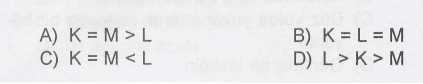 A) K = M > L B) K = L = M
C) K = M < L D) L > K > M